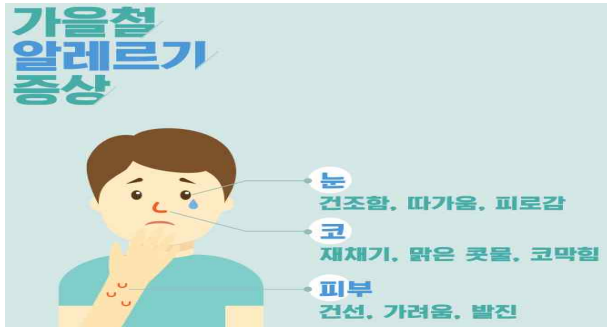 가을철
알레르기
증상
눈
건조함, 따가움, 피로감
코
재채기, 맑은 콧물, 코막힘
피부
건선, 가려움, 발진